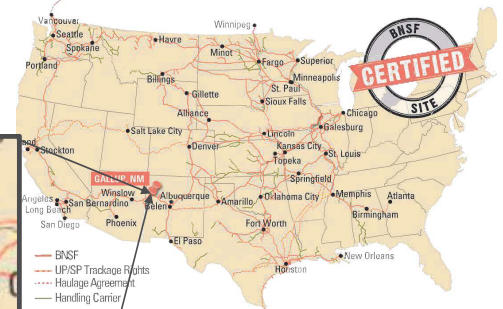 Vancouver
Winnipeg
BNSF
CERTIFIED
SITE
Seattle
Spokane
Havre
Minot
Fargo
Superior
Portland
Billings
Minneapolis
St. Paul
Gillette
Sioux Falls
Alliance
Chicago
Galesburg
Salt Lake City
Lincoln
Stockton
Denver
Kansas City
Topeka
St. Louis
GALLUP, NM
Springfield
Winslow
Albuquerque
Angeles
San Bernardino
Belen
Amarillo
Oklahoma City
Memphis
Atlanta
Long Beach
Birmingham
San Diego
Phoenix
Fort Worth
El Paso
BNSF
New Orleans
UP/SP Trackage Rights
Houston
Haulage Agreement
Handling Carrier